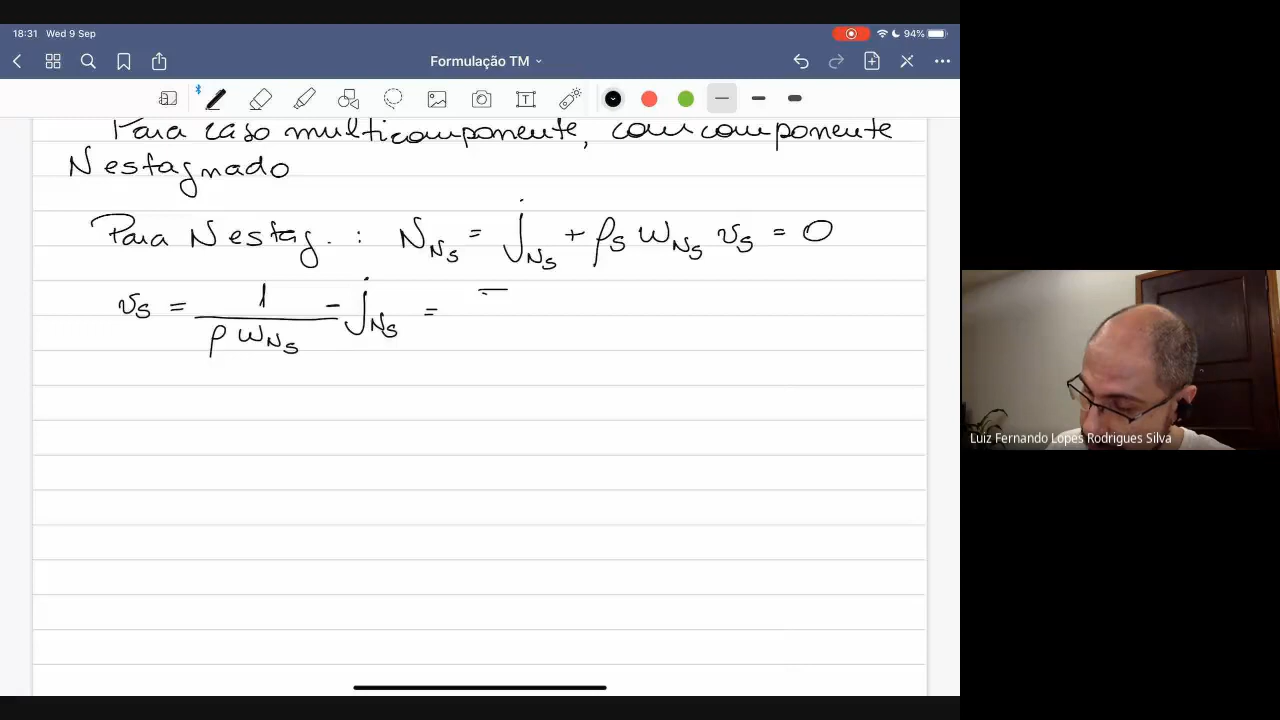 18:31 Wed 9 Sep 94%
Formulação TM
Para caso multicomponente, com componente
N estagnado
Para N estag. : N_{N_S} = j_{N_S} + ρ_S ω_{N_S} v_S = 0
v_S = \frac{1}{ρ ω_{N_S}} - j_{N_S} =
Luiz Fernando Lopes Rodrigues Silva